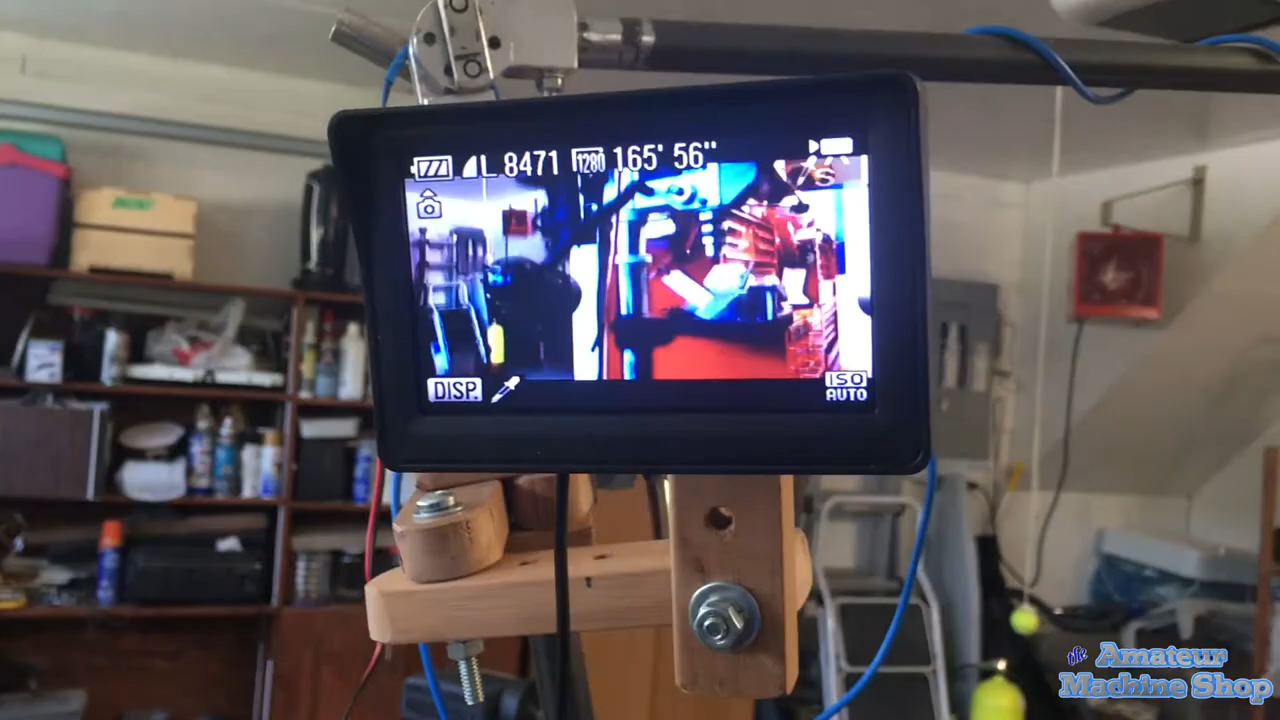 L 8471 1280 165' 56"
DISP.
ISO
AUTO
the Amateur
Machine Shop